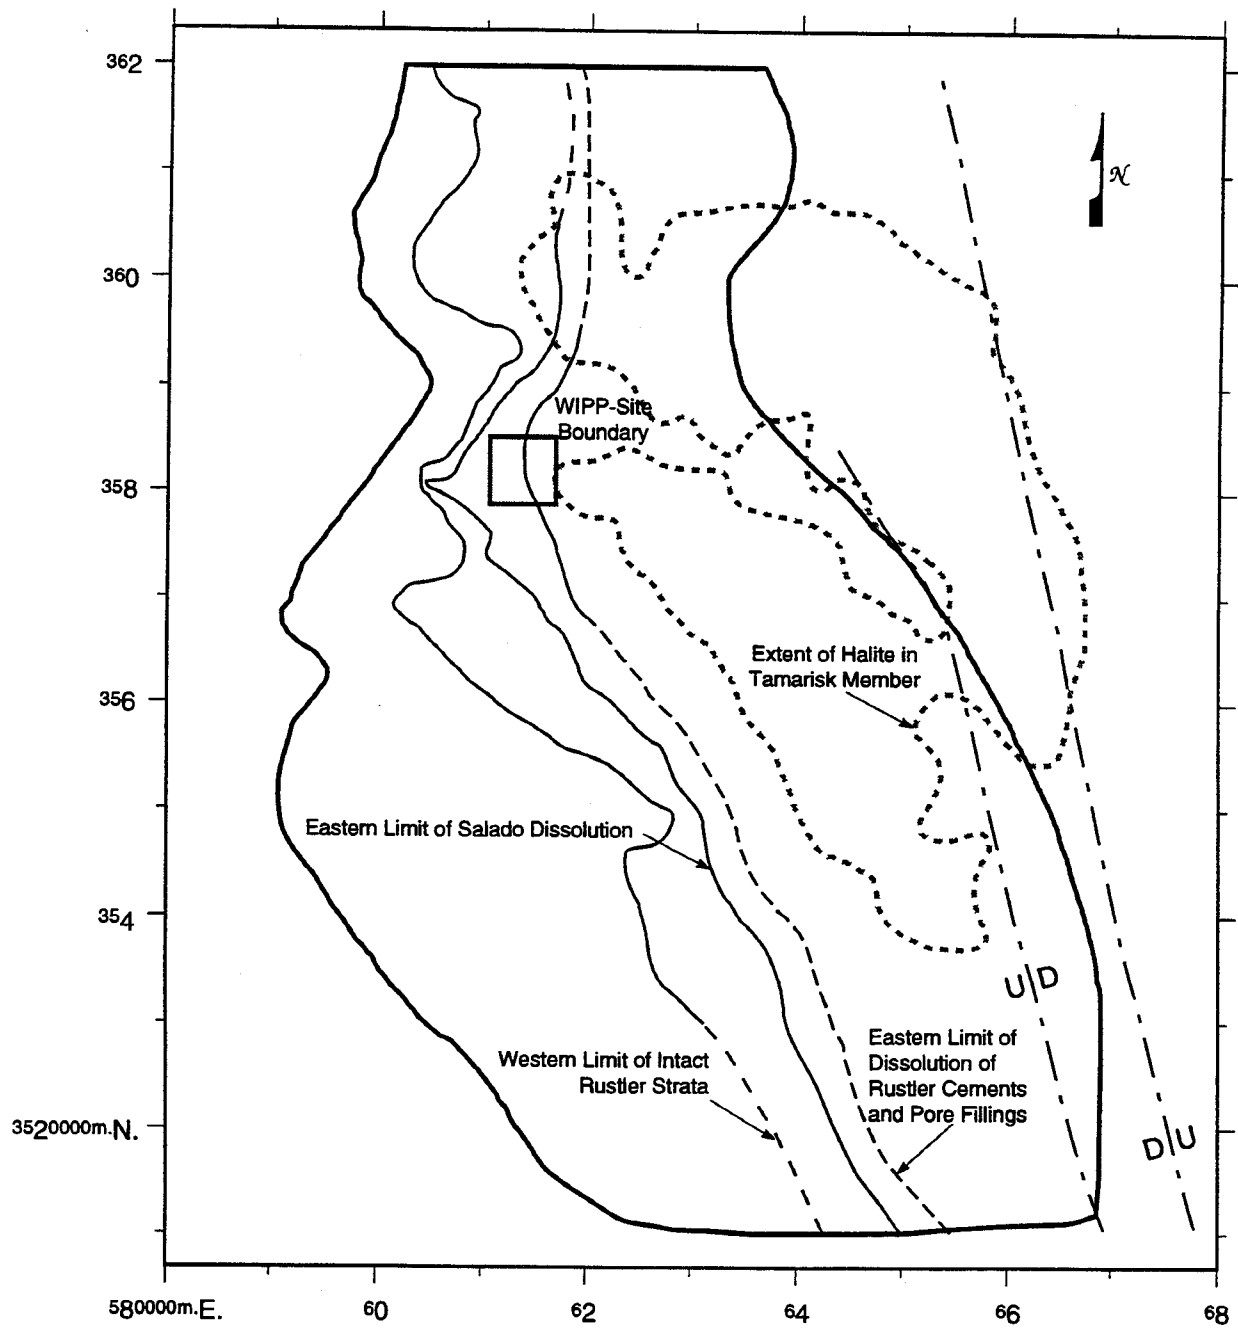 362
N
360
WIPP-Site
Boundary
358
Extent of Halite in
Tamarisk Member
356
Eastern Limit of Salado Dissolution
354
U D
Eastern Limit of
Dissolution of
Rustler Cements
and Pore Fillings
Western Limit of Intact
Rustler Strata
3520000m.N.
D U
580000m.E.
60
62
64
66
68